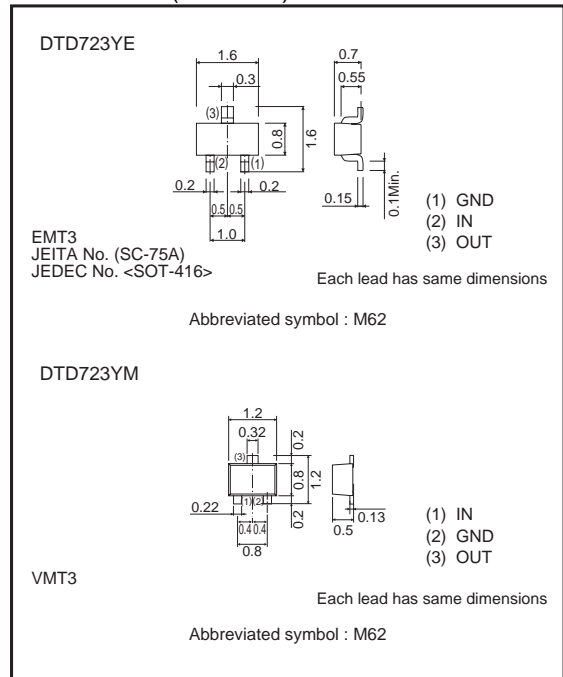 DTD723YE
1.6
0.3
(3)
0.8
1.6
(2)
(1)
0.2
0.2
0.5
0.5
1.0
0.7
0.55
0.15
0.1Min.
(1) GND
(2) IN
(3) OUT
EMT3
JEITA No. (SC-75A)
JEDEC No. <SOT-416>
Each lead has same dimensions
Abbreviated symbol : M62
DTD723YM
1.2
0.32
0.2
(3)
0.8
1.2
0.22
(1)
(2)
0.2
0.4
0.4
0.8
0.13
0.5
(1) IN
(2) GND
(3) OUT
VMT3
Each lead has same dimensions
Abbreviated symbol : M62